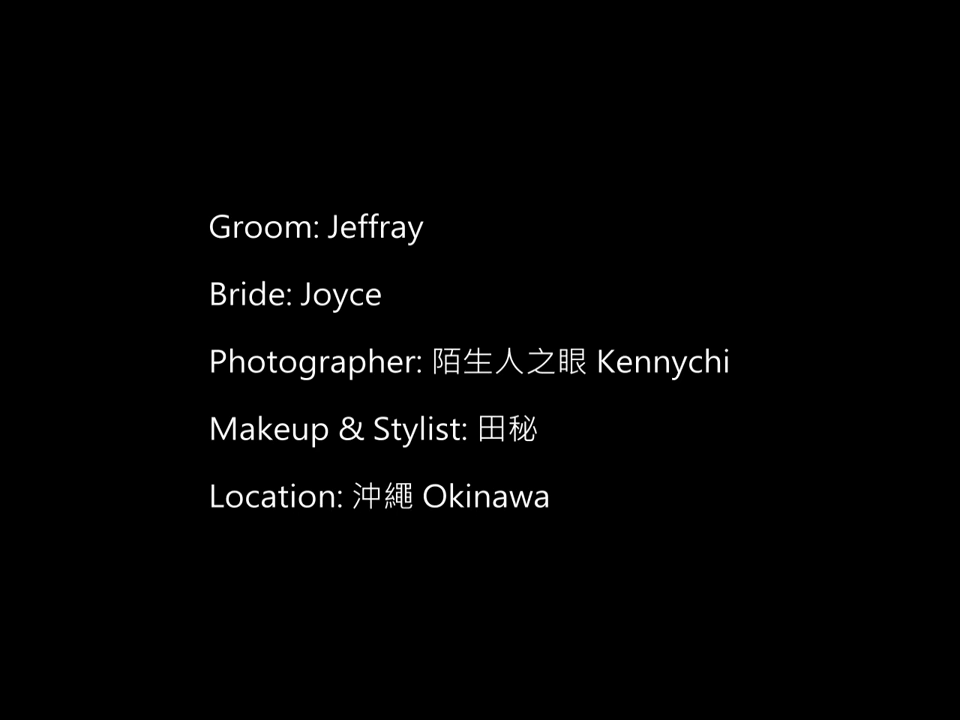 Groom: Jeffray
Bride: Joyce
Photographer: 陌生人之眼 Kennychi
Makeup & Stylist: 田秘
Location: 沖繩 Okinawa